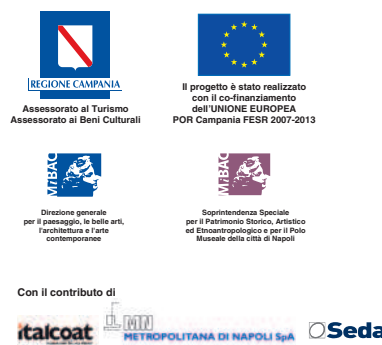 REGIONE CAMPANIA
Assessorato al Turismo
Assessorato ai Beni Culturali
Il progetto è stato realizzato
con il co-finanziamento
dell'UNIONE EUROPEA
POR Campania FESR 2007-2013
MiBAC
Direzione generale
per il paesaggio, le belle arti,
l'architettura e l'arte
contemporanee
MiBAC
Soprintendenza Speciale
per il Patrimonio Storico, Artistico
ed Etnoantropologico e per il Polo
Museale della città di Napoli
Con il contributo di
italcoat
MN
METROPOLITANA DI NAPOLI SpA
Seda